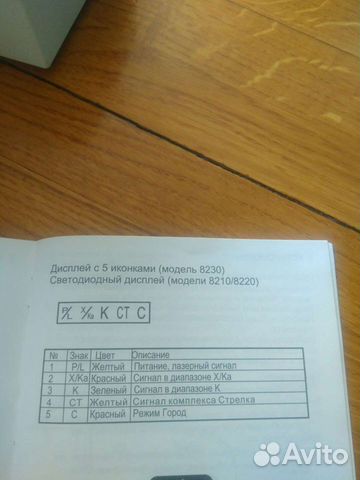 Дисплей с 5 иконками (модель 8230)
Светодиодный дисплей (модели 8210/8220)
P/L X/Ka K СТ С
№ Знак Цвет Описание
1 P/L Желтый Питание, лазерный сигнал
2 X/Ka Красный Сигнал в диапазоне X/Ka
3 K Зеленый Сигнал в диапазоне K
4 СТ Желтый Сигнал комплекса Стрелка
5 С Красный Режим Город
Avito